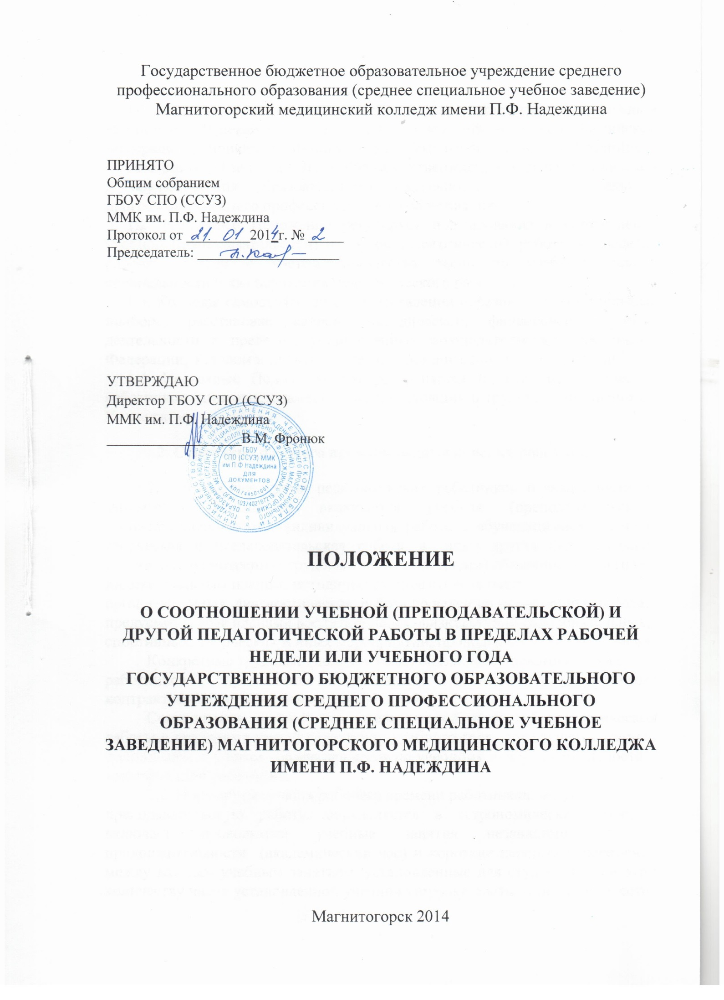 Государственное бюджетное образовательное учреждение среднего
профессионального образования (среднее специальное учебное заведение)
Магнитогорский медицинский колледж имени П.Ф. Надеждина
ПРИНЯТО
Общим собранием
ГБОУ СПО (ССУЗ)
ММК им. П.Ф. Надеждина
Протокол от 21. 01 2014г. № 2
Председатель:
УТВЕРЖДАЮ
Директор ГБОУ СПО (ССУЗ)
ММК им. П.Ф. Надеждина
В.М. Фронюк
ГБОУ
СПО (ССУЗ) ММК
им П Ф Надеждина
ДЛЯ
ДОКУМЕНТОВ
КПП 744501001
ОГРН 1037402167219
ПОЛОЖЕНИЕ
О СООТНОШЕНИИ УЧЕБНОЙ (ПРЕПОДАВАТЕЛЬСКОЙ) И
ДРУГОЙ ПЕДАГОГИЧЕСКОЙ РАБОТЫ В ПРЕДЕЛАХ РАБОЧЕЙ
НЕДЕЛИ ИЛИ УЧЕБНОГО ГОДА
ГОСУДАРСТВЕННОГО БЮДЖЕТНОГО ОБРАЗОВАТЕЛЬНОГО
УЧРЕЖДЕНИЯ СРЕДНЕГО ПРОФЕССИОНАЛЬНОГО
ОБРАЗОВАНИЯ (СРЕДНЕЕ СПЕЦИАЛЬНОЕ УЧЕБНОЕ
ЗАВЕДЕНИЕ) МАГНИТОГОРСКОГО МЕДИЦИНСКОГО КОЛЛЕДЖА
ИМЕНИ П.Ф. НАДЕЖДИНА
Магнитогорск 2014